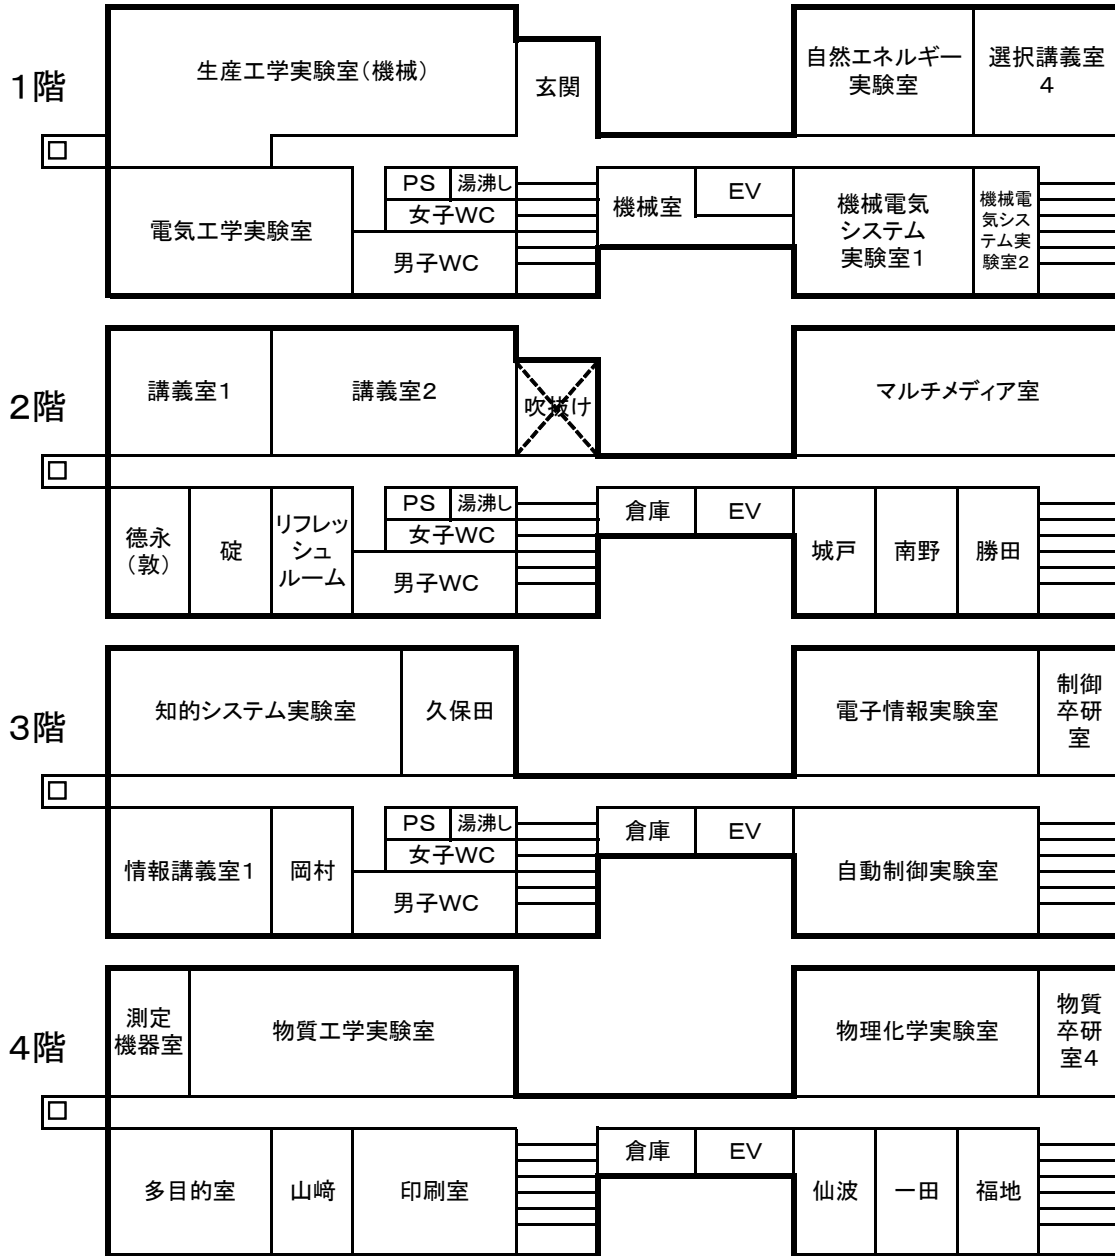 1階
生産工学実験室(機械)
玄関
自然エネルギー
実験室
選択講義室
4
電気工学実験室
PS
湯沸し
女子WC
男子WC
機械室
EV
機械電気
システム
実験室1
機械電
気シス
テム実
験室2
2階
講義室1
講義室2
吹抜け
マルチメディア室
德永
(敦)
碇
リフレッ
シュ
ルーム
PS
湯沸し
女子WC
男子WC
倉庫
EV
城戸
南野
勝田
3階
知的システム実験室
久保田
電子情報実験室
制御
卒研
室
情報講義室1
岡村
PS
湯沸し
女子WC
男子WC
倉庫
EV
自動制御実験室
4階
測定
機器室
物質工学実験室
物理化学実験室
物質
卒研
室4
多目的室
山﨑
印刷室
倉庫
EV
仙波
一田
福地